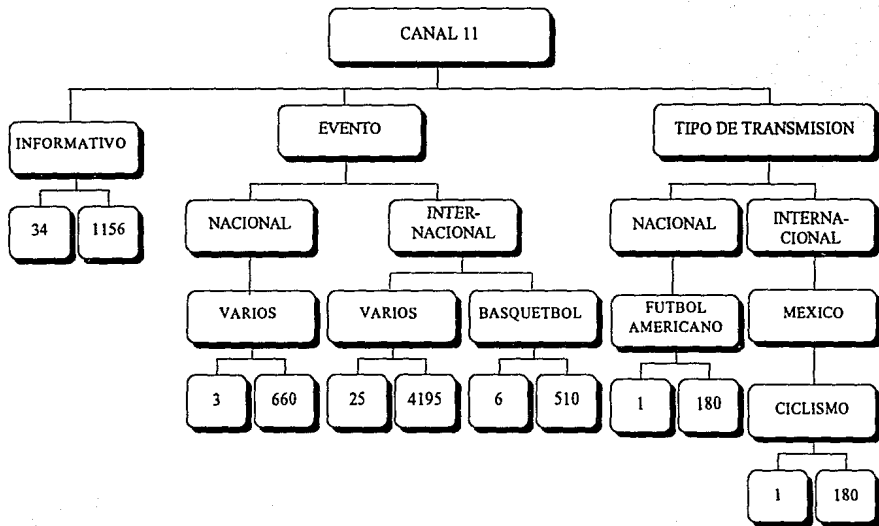 CANAL 11
INFORMATIVO
EVENTO
TIPO DE TRANSMISION
34
1156
NACIONAL
INTER-
NACIONAL
NACIONAL
INTERNA-
CIONAL
VARIOS
VARIOS
BASQUETBOL
FUTBOL
AMERICANO
MEXICO
3
660
25
4195
6
510
1
180
CICLISMO
1
180